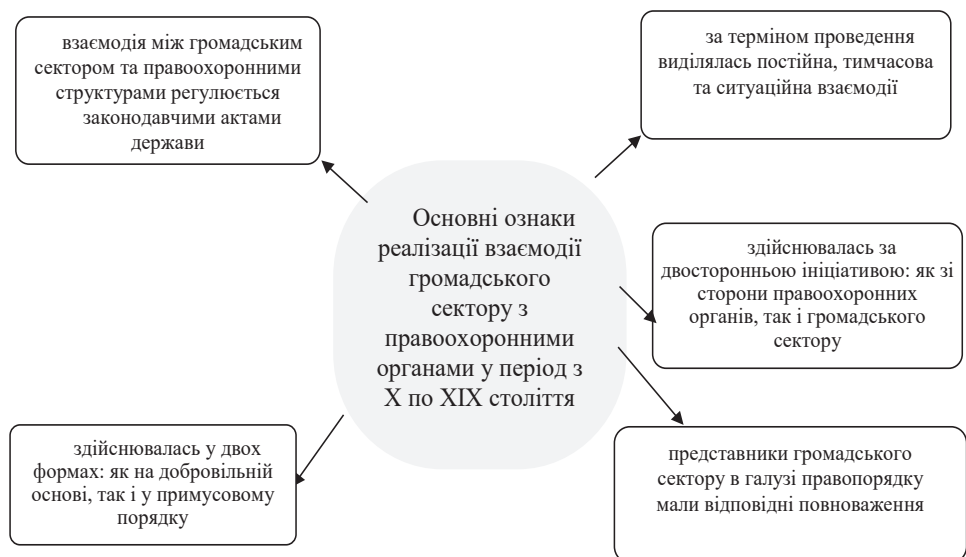 взаємодія між громадським
сектором та правоохоронними
структурами регулюється
законодавчими актами
держави
за терміном проведення
виділялась постійна, тимчасова
та ситуаційна взаємодії
Основні ознаки
реалізації взаємодії
громадського
сектору з
правоохоронними
органами у період з
X по XIX століття
здійснювалась за
двосторонньою ініціативою: як зі
сторони правоохоронних
органів, так і громадського
сектору
здійснювалась у двох
формах: як на добровільній
основі, так і у примусовому
порядку
представники громадського
сектору в галузі правопорядку
мали відповідні повноваження